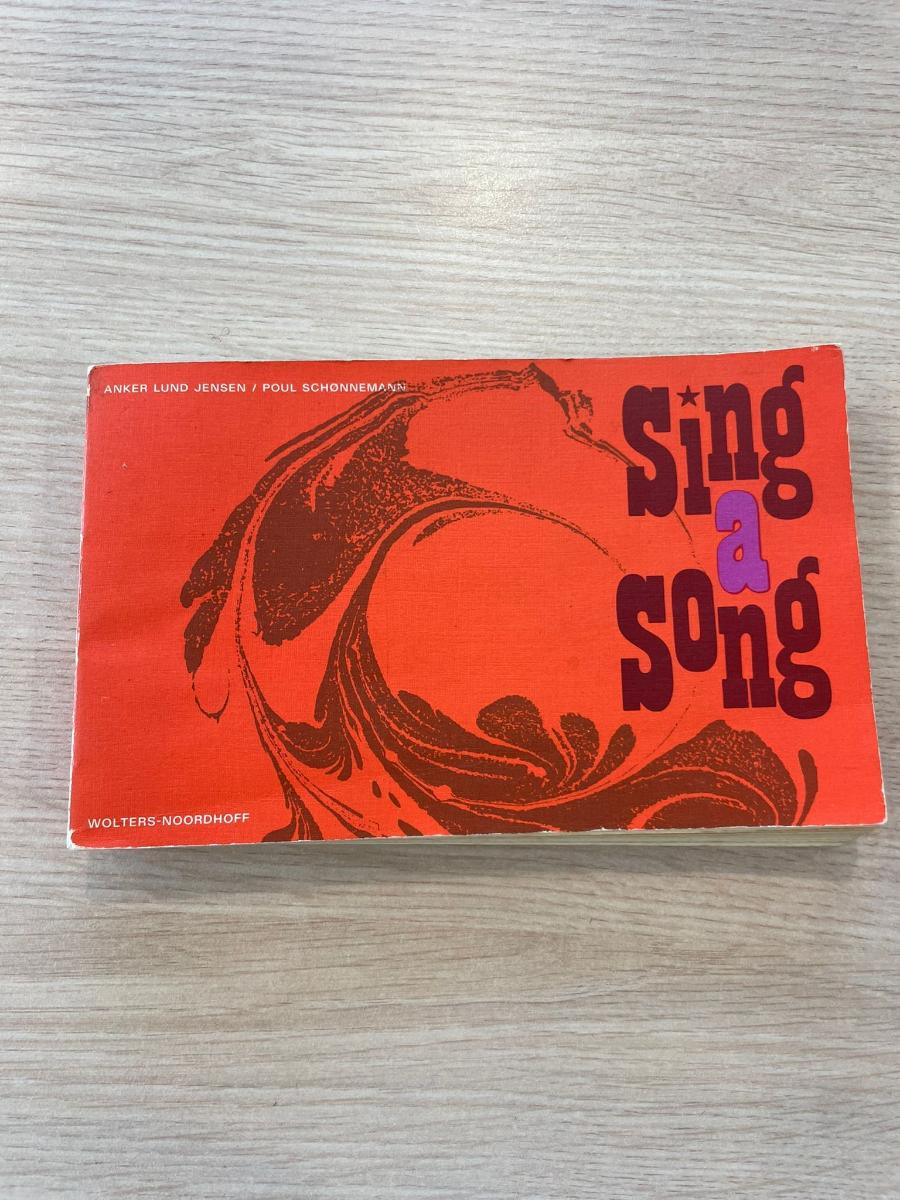 ANKER LUND JENSEN / POUL SCHØNNEMANN
Sing
a
Song
WOLTERS-NOORDHOFF